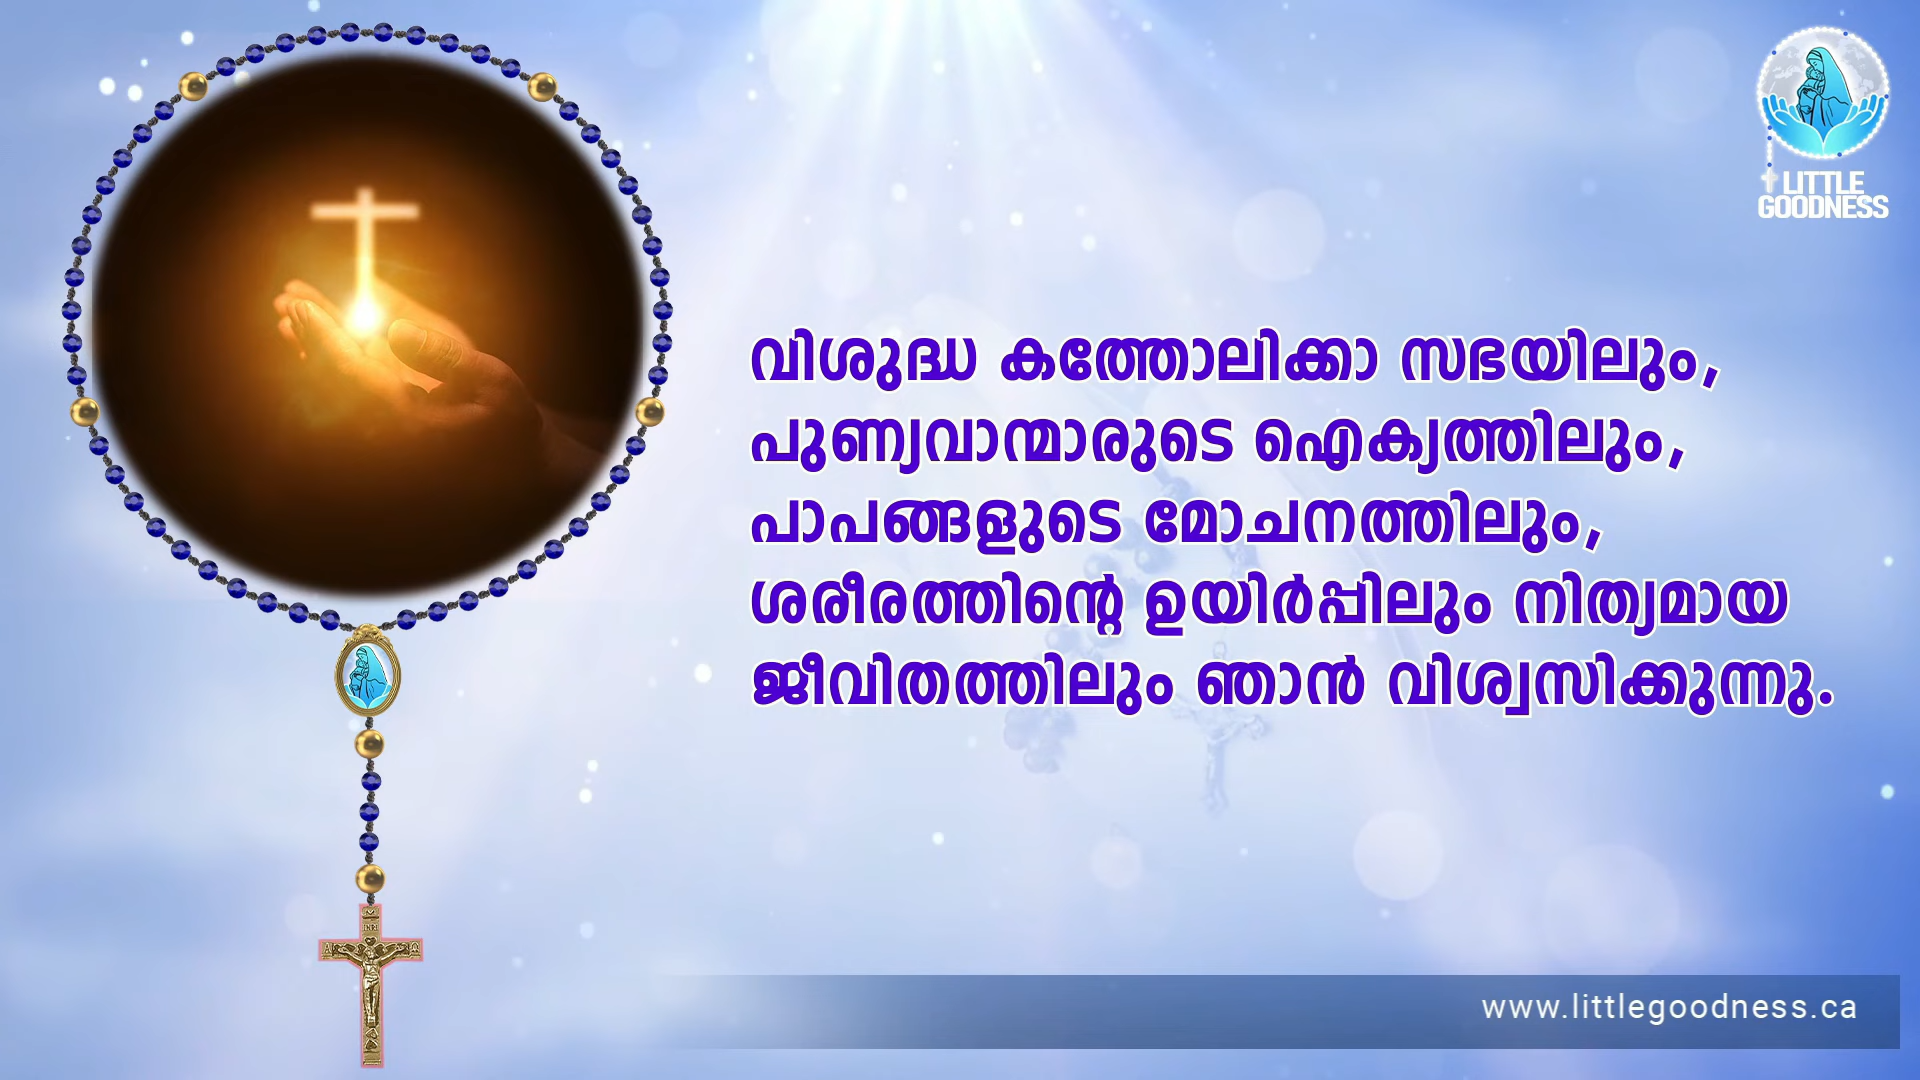 LITTLE
GOODNESS
വിശുദ്ധ കത്തോലിക്കാ സഭയിലും,
പുണ്യവാന്മാരുടെ ഐക്യത്തിലും,
പാപങ്ങളുടെ മോചനത്തിലും,
ശരീരത്തിന്റെ ഉയിർപ്പിലും നിത്യമായ
ജീവിതത്തിലും ഞാൻ വിശ്വസിക്കുന്നു.
INRI
www.littlegoodness.ca